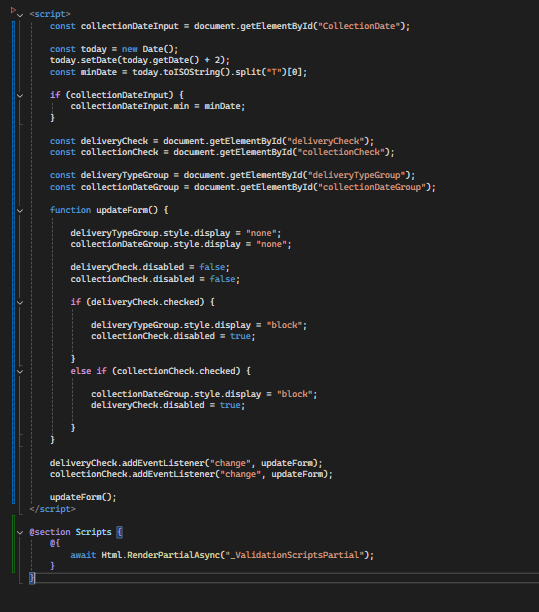 <script>
const collectionDateInput = document.getElementById("CollectionDate");
const today = new Date();
today.setDate(today.getDate() + 2);
const minDate = today.toISOString().split("T")[0];
if (collectionDateInput) {
collectionDateInput.min = minDate;
}
const deliveryCheck = document.getElementById("deliveryCheck");
const collectionCheck = document.getElementById("collectionCheck");
const deliveryTypeGroup = document.getElementById("deliveryTypeGroup");
const collectionDateGroup = document.getElementById("collectionDateGroup");
function updateForm() {
deliveryTypeGroup.style.display = "none";
collectionDateGroup.style.display = "none";
deliveryCheck.disabled = false;
collectionCheck.disabled = false;
if (deliveryCheck.checked) {
deliveryTypeGroup.style.display = "block";
collectionCheck.disabled = true;
}
else if (collectionCheck.checked) {
collectionDateGroup.style.display = "block";
deliveryCheck.disabled = true;
}
}
deliveryCheck.addEventListener("change", updateForm);
collectionCheck.addEventListener("change", updateForm);
updateForm();
</script>
@section Scripts {
@{
await Html.RenderPartialAsync("_ValidationScriptsPartial");
}
}